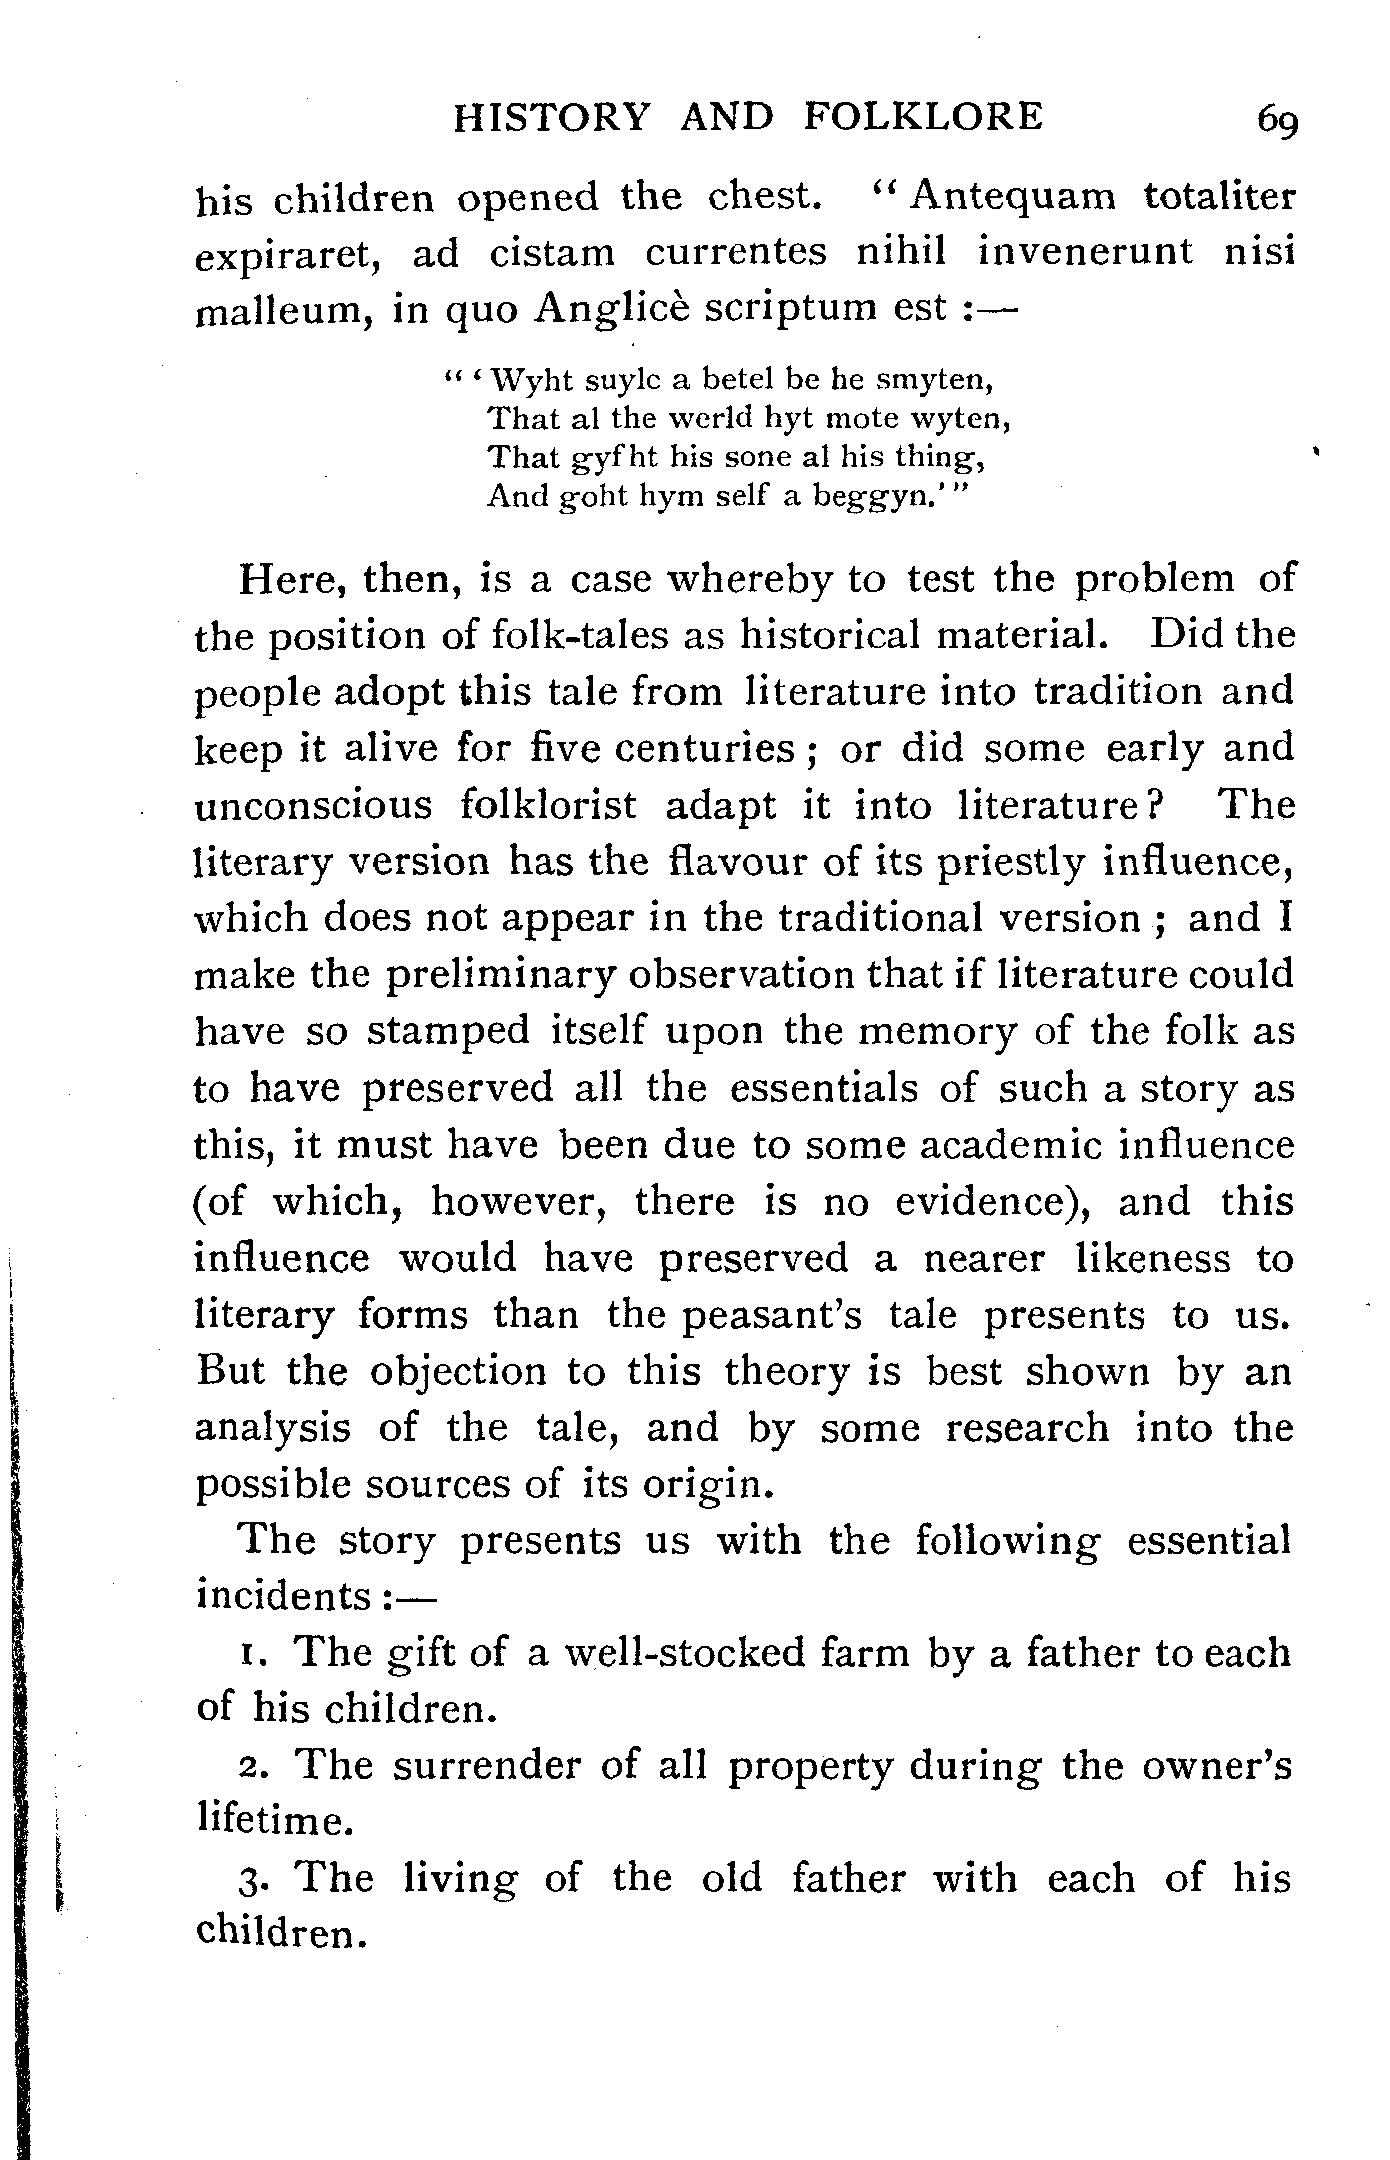 HISTORY AND FOLKLORE 69
his children opened the chest. “ Antequam totaliter
expiraret, ad cistam currentes nihil invenerunt nisi
malleum, in quo Anglicè scriptum est :—
“ ‘ Wyht suylc a betel be he smyten,
That al the werld hyt mote wyten,
That gyfht his sone al his thing,
And goht hym self a beggyn.’ ”
Here, then, is a case whereby to test the problem of
the position of folk-tales as historical material. Did the
people adopt this tale from literature into tradition and
keep it alive for five centuries ; or did some early and
unconscious folklorist adapt it into literature ? The
literary version has the flavour of its priestly influence,
which does not appear in the traditional version ; and I
make the preliminary observation that if literature could
have so stamped itself upon the memory of the folk as
to have preserved all the essentials of such a story as
this, it must have been due to some academic influence
(of which, however, there is no evidence), and this
influence would have preserved a nearer likeness to
literary forms than the peasant’s tale presents to us.
But the objection to this theory is best shown by an
analysis of the tale, and by some research into the
possible sources of its origin.
The story presents us with the following essential
incidents :—
1. The gift of a well-stocked farm by a father to each
of his children.
2. The surrender of all property during the owner’s
lifetime.
3. The living of the old father with each of his
children.